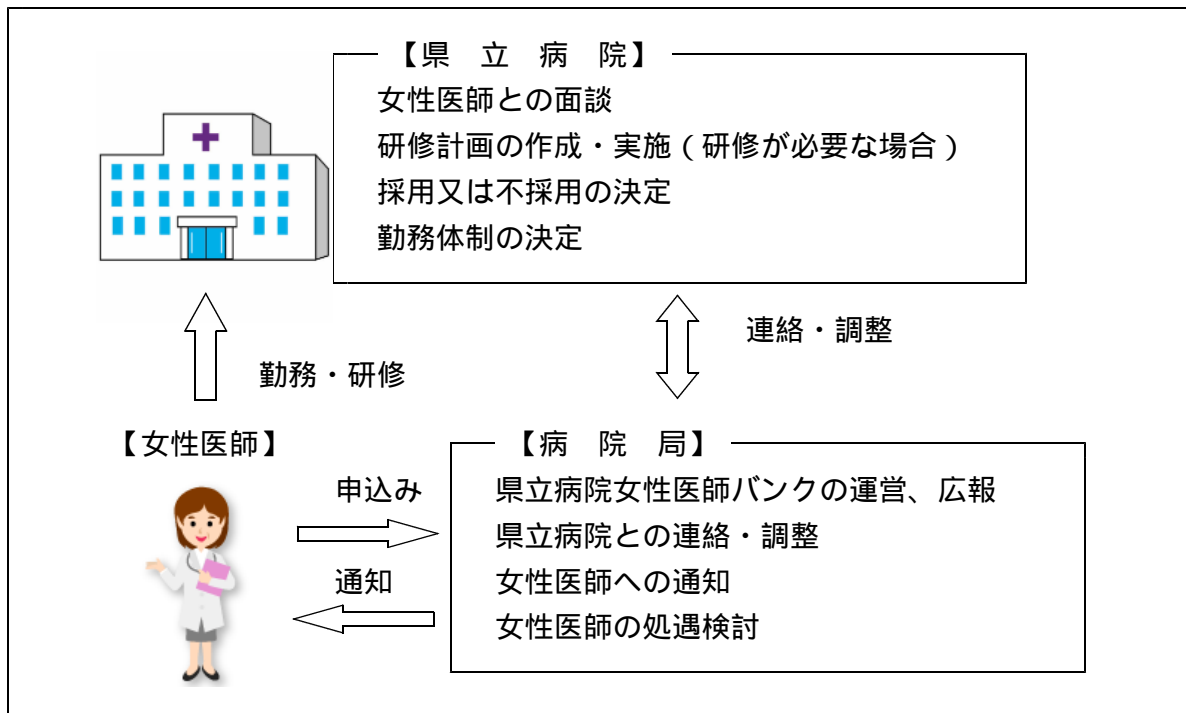 【県　立　病　院】
女性医師との面談
研修計画の作成・実施（研修が必要な場合）
採用又は不採用の決定
勤務体制の決定
連絡・調整
勤務・研修
【女性医師】
申込み
通知
【病　院　局】
県立病院女性医師バンクの運営、広報
県立病院との連絡・調整
女性医師への通知
女性医師の処遇検討